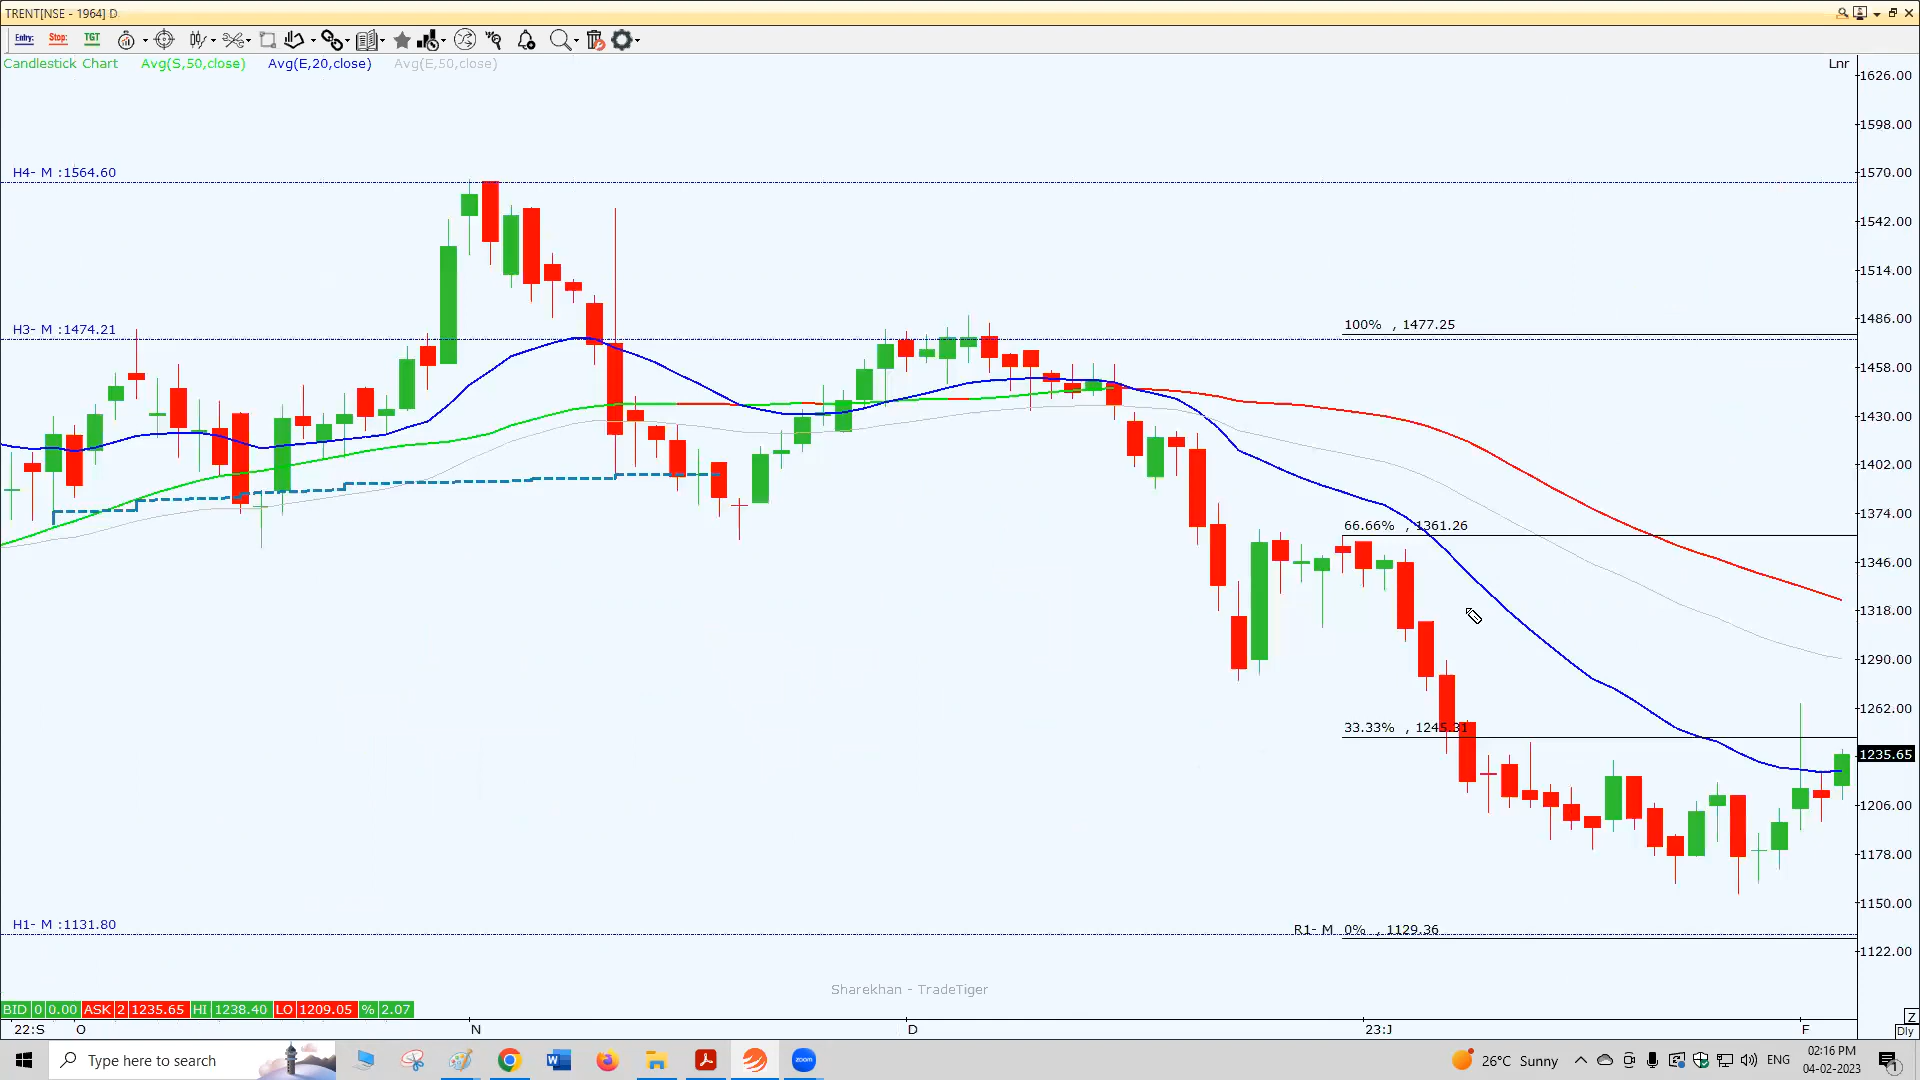 TRENT[NSE - 1964] D
Entry: Stop: TGT
Candlestick Chart Avg(S,50,close) Avg(E,20,close) Avg(E,50,close) Lnr
1626.00
1598.00
H4- M :1564.60 1570.00
1542.00
1514.00
H3- M :1474.21 100% , 1477.25 1486.00
1458.00
1430.00
1402.00
1374.00
66.66% , 1361.26
1346.00
1318.00
1290.00
1262.00
33.33% , 1245.31
1235.65
1206.00
1178.00
1150.00
H1- M :1131.80 R1- M 0% , 1129.36
1122.00
Sharekhan - TradeTiger
BID 0 0.00 ASK 2 1235.65 HI 1238.40 LO 1209.05 % 2.07
Z
22:S O N D 23:J F Dly
Type here to search zoom 26°C Sunny ENG 02:16 PM
04-02-2023 1